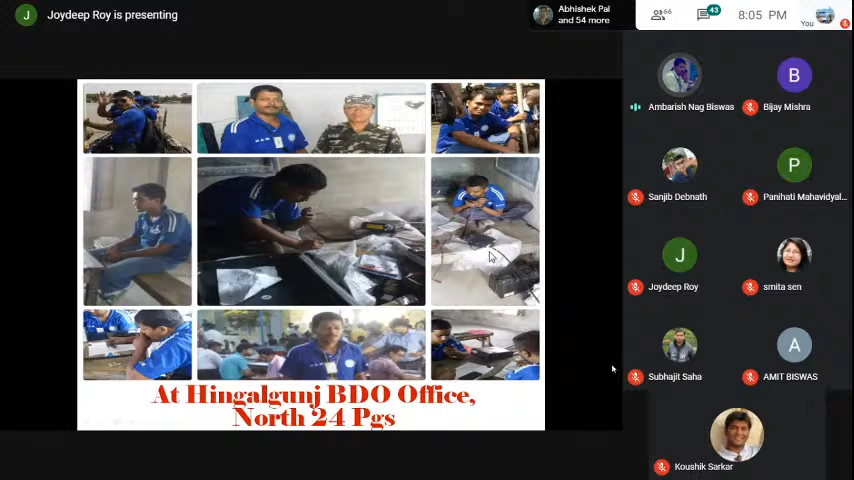 J
Joydeep Roy is presenting
Abhishek Pal
and 54 more
66
43
8:05 PM
You
Ambarish Nag Biswas
B
Bijay Mishra
Sanjib Debnath
P
Panihati Mahavidyal...
J
Joydeep Roy
smita sen
Subhajit Saha
A
AMIT BISWAS
Koushik Sarkar
At Hingalgunj BDO Office,
North 24 Pgs